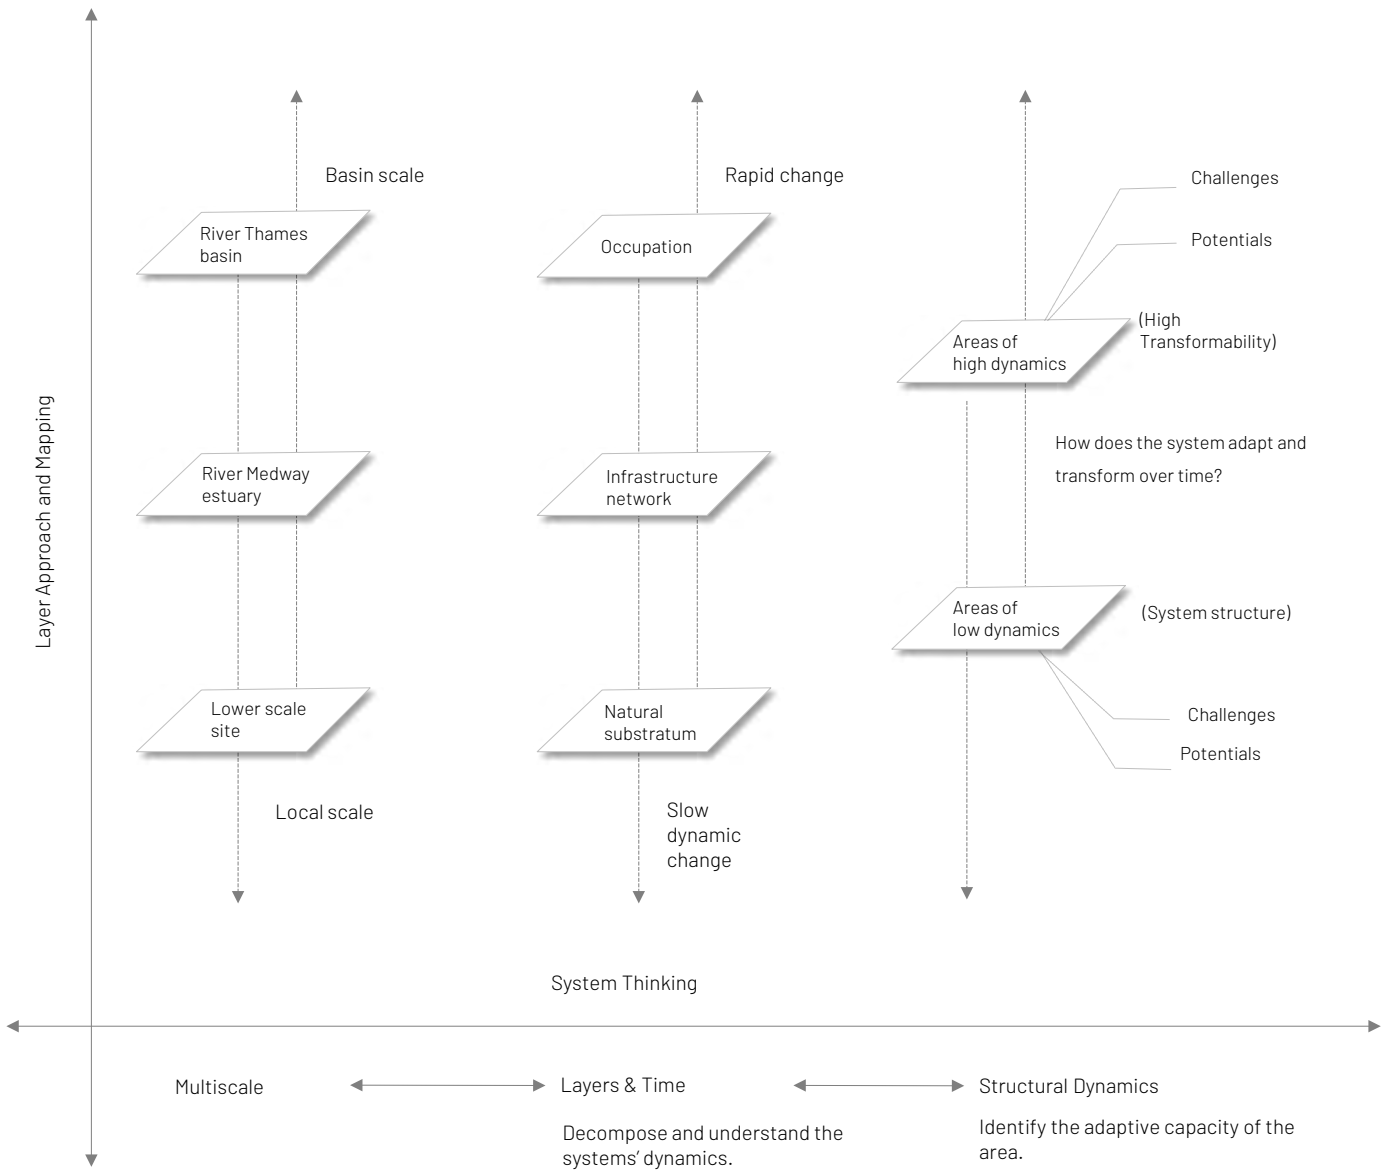 Layer Approach and Mapping
Basin scale
River Thames
basin
River Medway
estuary
Lower scale
site
Local scale
Rapid change
Occupation
Infrastructure
network
Natural
substratum
Slow
dynamic
change
Challenges
Potentials
(High
Transformability)
Areas of
high dynamics
How does the system adapt and
transform over time?
Areas of
low dynamics
(System structure)
Challenges
Potentials
System Thinking
Multiscale
Layers & Time
Decompose and understand the
systems’ dynamics.
Structural Dynamics
Identify the adaptive capacity of the
area.